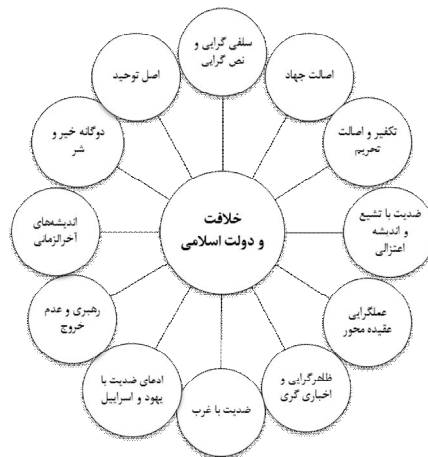 سلفی گرایی و
نص گرایی
اصالت جهاد
تکفیر و اصالت
تحریم
ضدیت با تشیع
و اندیشه
اعتزالی
عملگرایی
عقیده محور
ظاهرگرایی و
اخباری گری
ضدیت با غرب
ادعای ضدیت با
یهود و اسراییل
رهبری و عدم
خروج
اندیشه‌های
آخرالزمانی
دوگانه خیر و
شر
اصل توحید
خلافت
و دولت اسلامی